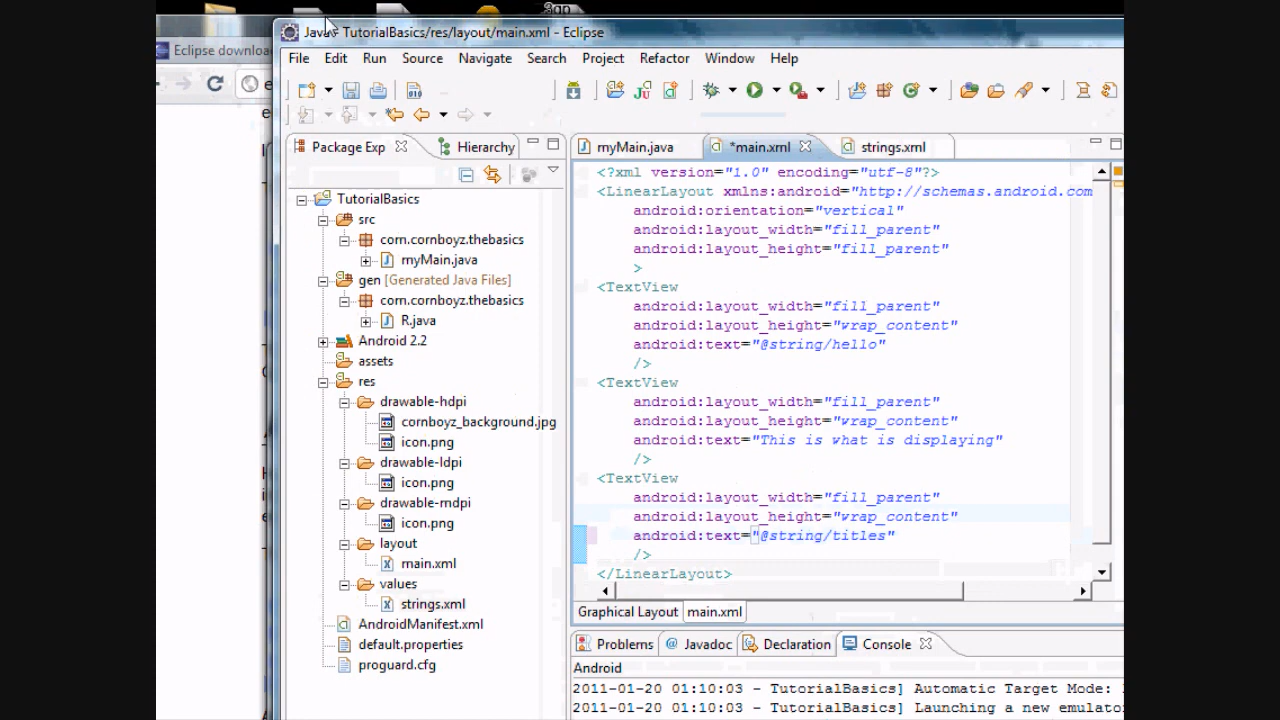 Java - TutorialBasics/res/layout/main.xml - Eclipse
Eclipse downloa
File Edit Run Source Navigate Search Project Refactor Window Help
Package Exp Hierarchy
myMain.java *main.xml strings.xml
TutorialBasics
src
com.cornboyz.thebasics
myMain.java
gen [Generated Java Files]
com.cornboyz.thebasics
R.java
Android 2.2
assets
res
drawable-hdpi
cornboyz_background.jpg
icon.png
drawable-ldpi
icon.png
drawable-mdpi
icon.png
layout
main.xml
values
strings.xml
AndroidManifest.xml
default.properties
proguard.cfg
<?xml version="1.0" encoding="utf-8"?>
<LinearLayout xmlns:android="http://schemas.android.com
android:orientation="vertical"
android:layout_width="fill_parent"
android:layout_height="fill_parent"
>
<TextView
android:layout_width="fill_parent"
android:layout_height="wrap_content"
android:text="@string/hello"
/>
<TextView
android:layout_width="fill_parent"
android:layout_height="wrap_content"
android:text="This is what is displaying"
/>
<TextView
android:layout_width="fill_parent"
android:layout_height="wrap_content"
android:text="@string/titles"
/>
</LinearLayout>
Graphical Layout main.xml
Problems @ Javadoc Declaration Console
Android
2011-01-20 01:10:03 - TutorialBasics] Automatic Target Mode:
2011-01-20 01:10:03 - TutorialBasics] Launching a new emulato